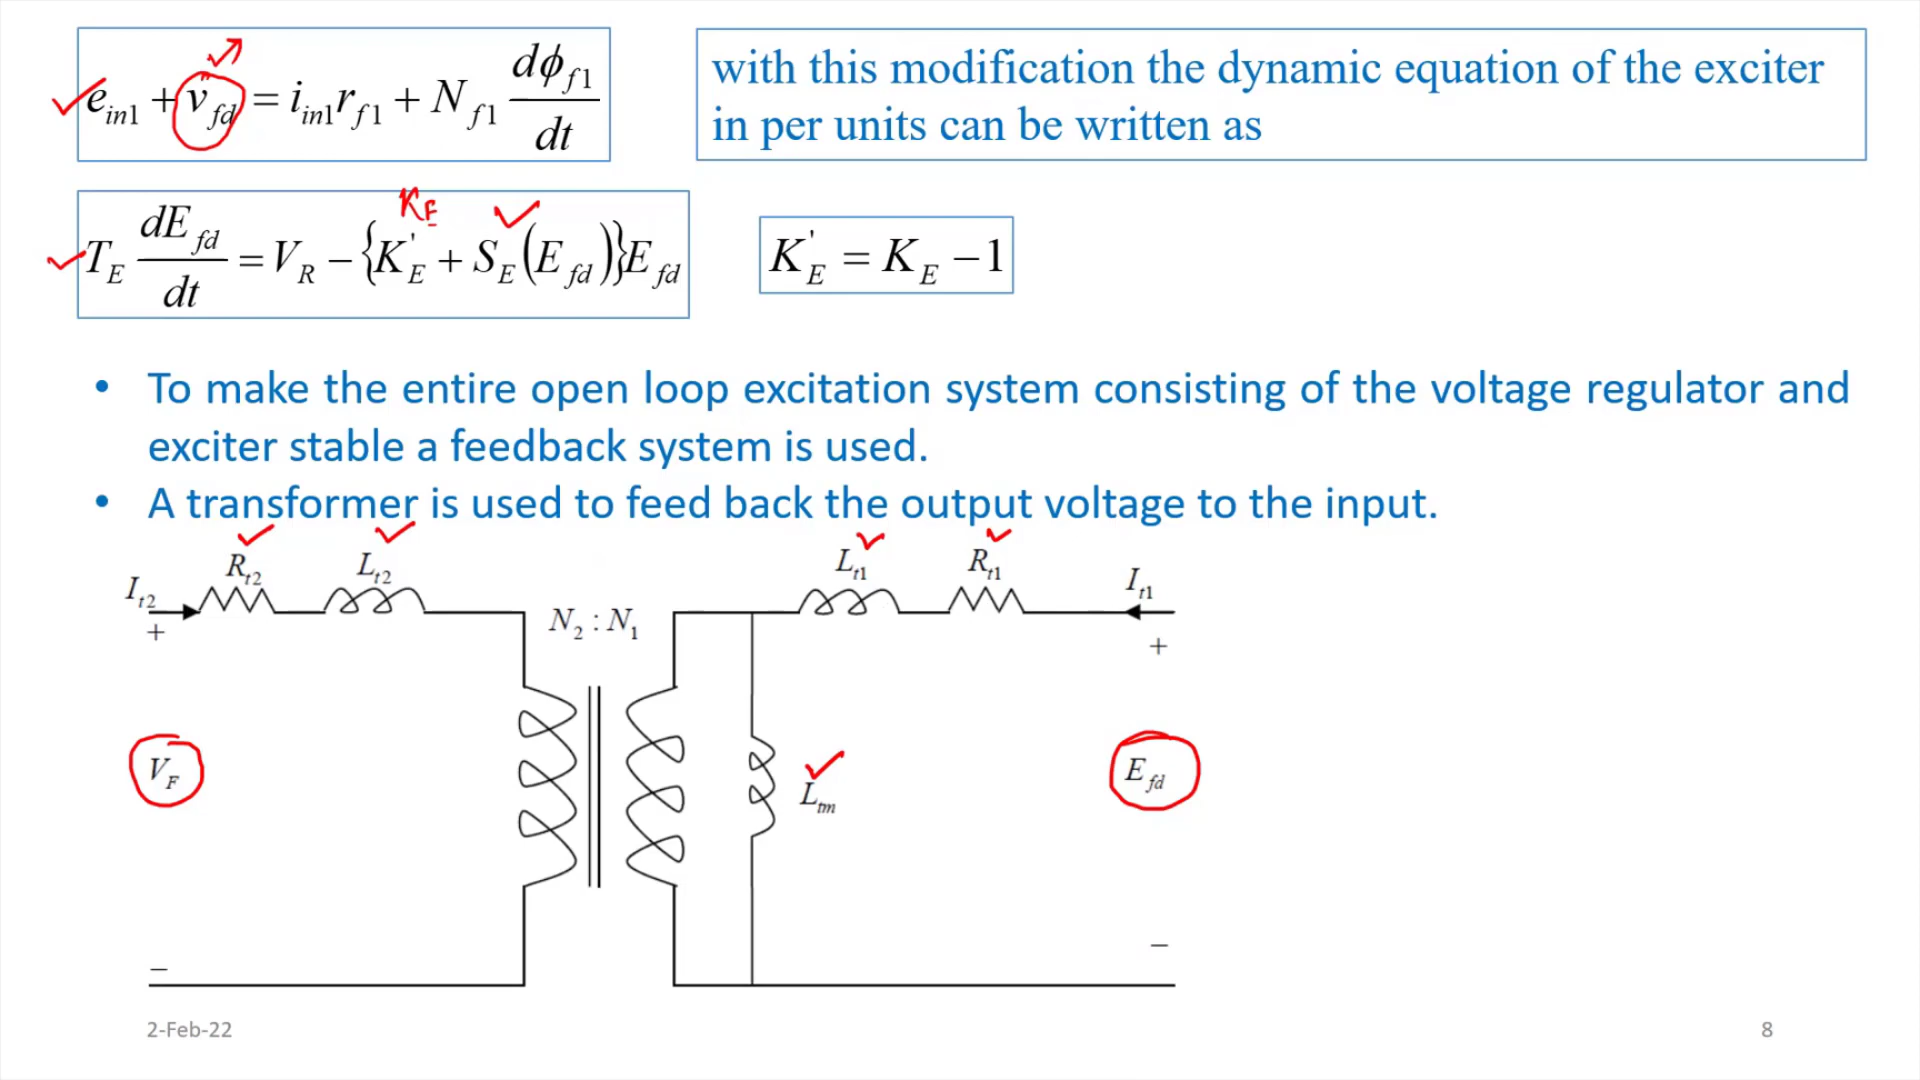 e_in1 + v_fd = i_in1 r_f1 + N_f1 dϕ_f1/dt
with this modification the dynamic equation of the exciter
in per units can be written as
K_E
T_E dE_fd/dt = V_R − {K'_E + S_E(E_fd)}E_fd
K'_E = K_E − 1
• To make the entire open loop excitation system consisting of the voltage regulator and
exciter stable a feedback system is used.
• A transformer is used to feed back the output voltage to the input.
I_t2 R_t2 L_t2 N_2 : N_1 L_t1 R_t1 I_t1
+ +
V_F L_tm E_fd
− −
2-Feb-22 8